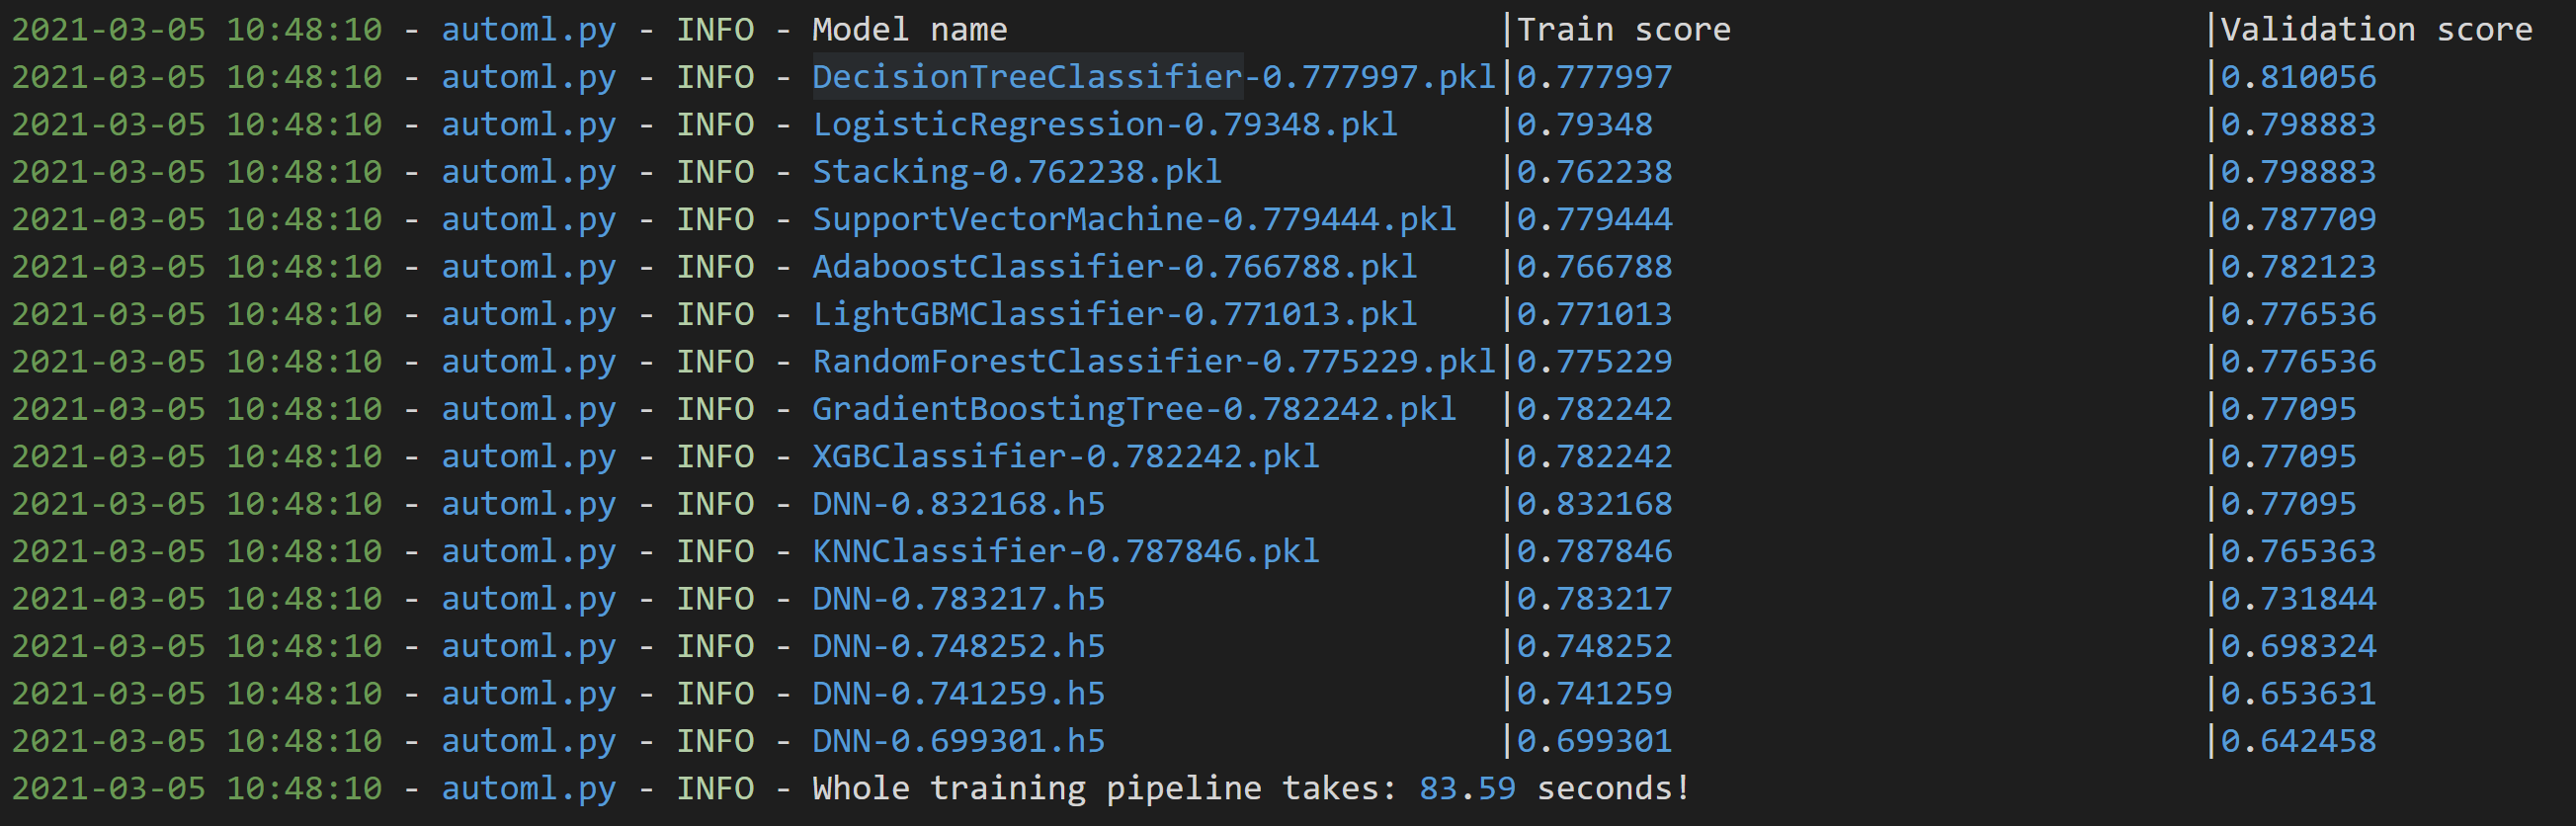 2021-03-05 10:48:10 - automl.py - INFO - Model name |Train score |Validation score
2021-03-05 10:48:10 - automl.py - INFO - DecisionTreeClassifier-0.777997.pkl|0.777997 |0.810056
2021-03-05 10:48:10 - automl.py - INFO - LogisticRegression-0.79348.pkl |0.79348 |0.798883
2021-03-05 10:48:10 - automl.py - INFO - Stacking-0.762238.pkl |0.762238 |0.798883
2021-03-05 10:48:10 - automl.py - INFO - SupportVectorMachine-0.779444.pkl |0.779444 |0.787709
2021-03-05 10:48:10 - automl.py - INFO - AdaboostClassifier-0.766788.pkl |0.766788 |0.782123
2021-03-05 10:48:10 - automl.py - INFO - LightGBMClassifier-0.771013.pkl |0.771013 |0.776536
2021-03-05 10:48:10 - automl.py - INFO - RandomForestClassifier-0.775229.pkl|0.775229 |0.776536
2021-03-05 10:48:10 - automl.py - INFO - GradientBoostingTree-0.782242.pkl |0.782242 |0.77095
2021-03-05 10:48:10 - automl.py - INFO - XGBClassifier-0.782242.pkl |0.782242 |0.77095
2021-03-05 10:48:10 - automl.py - INFO - DNN-0.832168.h5 |0.832168 |0.77095
2021-03-05 10:48:10 - automl.py - INFO - KNNClassifier-0.787846.pkl |0.787846 |0.765363
2021-03-05 10:48:10 - automl.py - INFO - DNN-0.783217.h5 |0.783217 |0.731844
2021-03-05 10:48:10 - automl.py - INFO - DNN-0.748252.h5 |0.748252 |0.698324
2021-03-05 10:48:10 - automl.py - INFO - DNN-0.741259.h5 |0.741259 |0.653631
2021-03-05 10:48:10 - automl.py - INFO - DNN-0.699301.h5 |0.699301 |0.642458
2021-03-05 10:48:10 - automl.py - INFO - Whole training pipeline takes: 83.59 seconds!